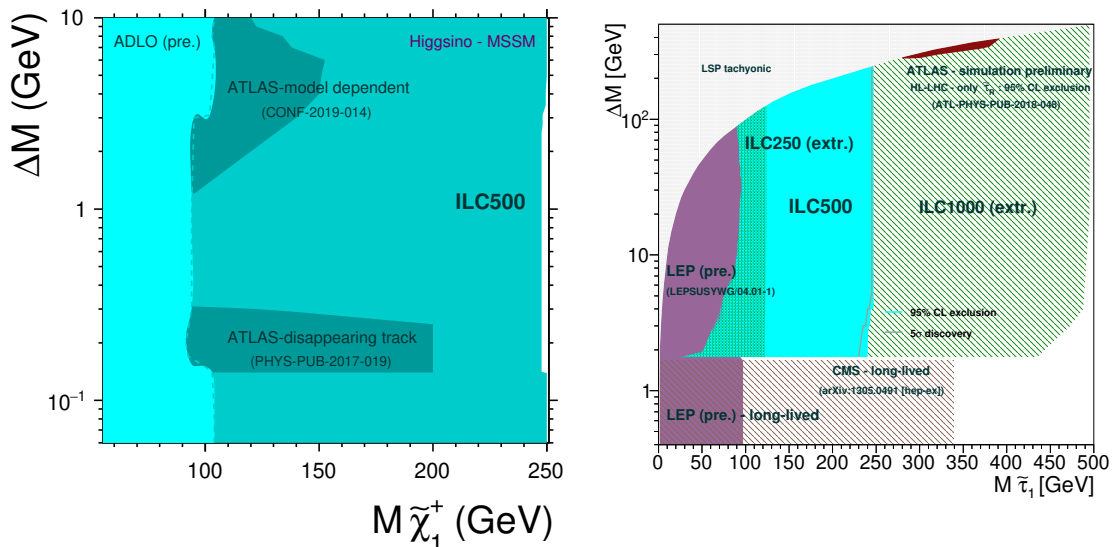 ADLO (pre.)
Higgsino - MSSM
ATLAS-model dependent
(CONF-2019-014)
ILC500
ATLAS-disappearing track
(PHYS-PUB-2017-019)
10
1
10⁻¹
ΔM (GeV)
100 150 200 250
M χ̃₁⁺ (GeV)
LSP tachyonic
ATLAS - simulation preliminary
HL-LHC - only τ̃R : 95% CL exclusion
(ATL-PHYS-PUB-2018-048)
ILC250 (extr.)
ILC500
ILC1000 (extr.)
LEP (pre.)
(LEPSUSYWG/04.01-1)
95% CL exclusion
5σ discovery
CMS - long-lived
(arXiv:1305.0491 [hep-ex])
LEP (pre.) - long-lived
10²
10
1
ΔM [GeV]
0 50 100 150 200 250 300 350 400 450 500
M τ̃₁ [GeV]